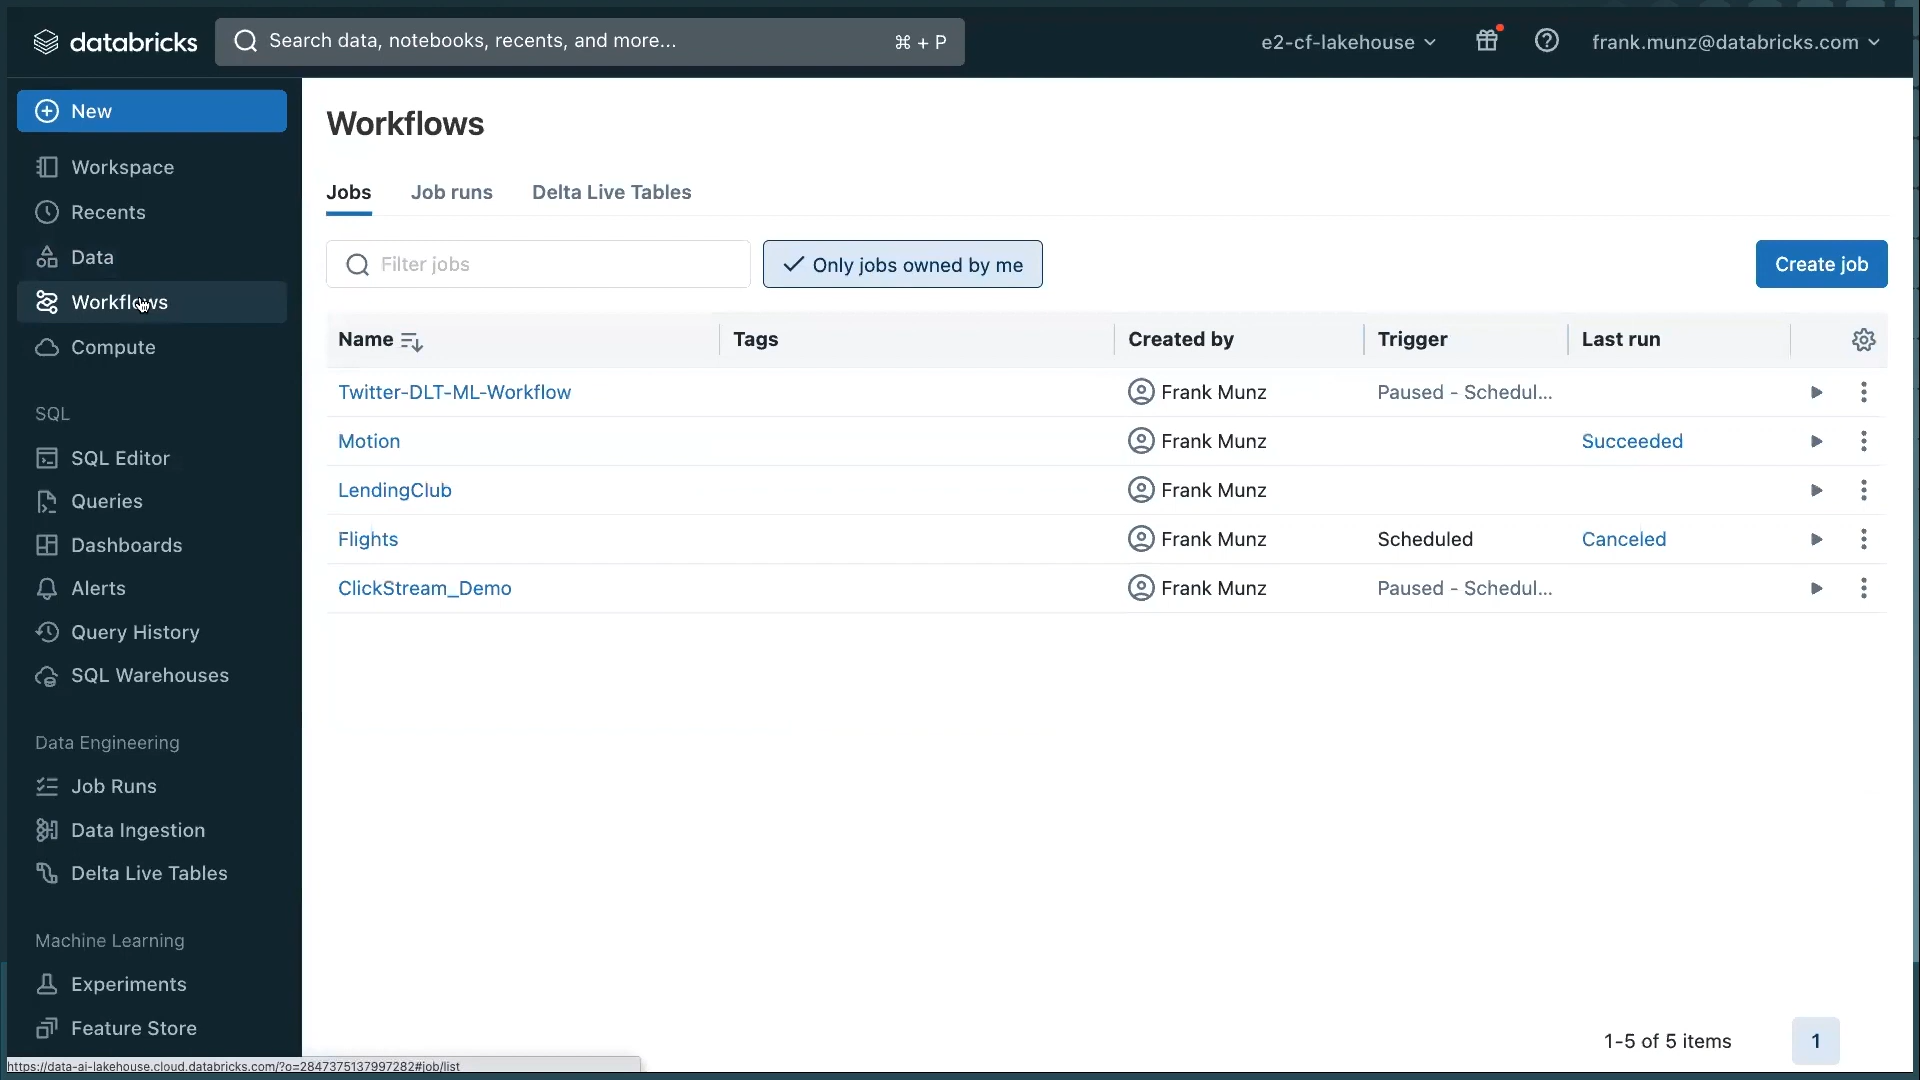 databricks
Search data, notebooks, recents, and more...
⌘ + P
e2-cf-lakehouse
frank.munz@databricks.com
New
Workspace
Recents
Data
Workflows
Compute
SQL
SQL Editor
Queries
Dashboards
Alerts
Query History
SQL Warehouses
Data Engineering
Job Runs
Data Ingestion
Delta Live Tables
Machine Learning
Experiments
Feature Store
https://data-ai-lakehouse.cloud.databricks.com/?o=2847375137997282#job/list
Workflows
Jobs Job runs Delta Live Tables
Filter jobs
Only jobs owned by me
Create job
Name Tags Created by Trigger Last run
Twitter-DLT-ML-Workflow Frank Munz Paused - Schedul...
Motion Frank Munz Succeeded
LendingClub Frank Munz
Flights Frank Munz Scheduled Canceled
ClickStream_Demo Frank Munz Paused - Schedul...
1-5 of 5 items 1